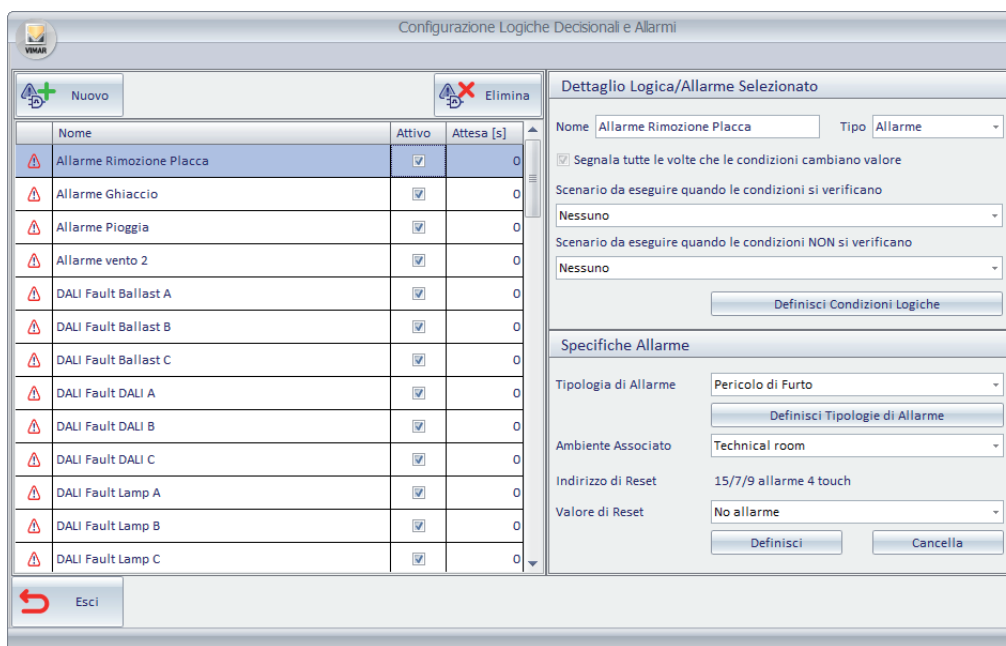 Configurazione Logiche Decisionali e Allarmi
VIMAR
Nuovo
Elimina
Nome Attivo Attesa [s]
Allarme Rimozione Placca 0
Allarme Ghiaccio 0
Allarme Pioggia 0
Allarme vento 2 0
DALI Fault Ballast A 0
DALI Fault Ballast B 0
DALI Fault Ballast C 0
DALI Fault DALI A 0
DALI Fault DALI B 0
DALI Fault DALI C 0
DALI Fault Lamp A 0
DALI Fault Lamp B 0
DALI Fault Lamp C 0
Dettaglio Logica/Allarme Selezionato
Nome Allarme Rimozione Placca Tipo Allarme
Segnala tutte le volte che le condizioni cambiano valore
Scenario da eseguire quando le condizioni si verificano
Nessuno
Scenario da eseguire quando le condizioni NON si verificano
Nessuno
Definisci Condizioni Logiche
Specifiche Allarme
Tipologia di Allarme Pericolo di Furto
Definisci Tipologie di Allarme
Ambiente Associato Technical room
Indirizzo di Reset 15/7/9 allarme 4 touch
Valore di Reset No allarme
Definisci Cancella
Esci